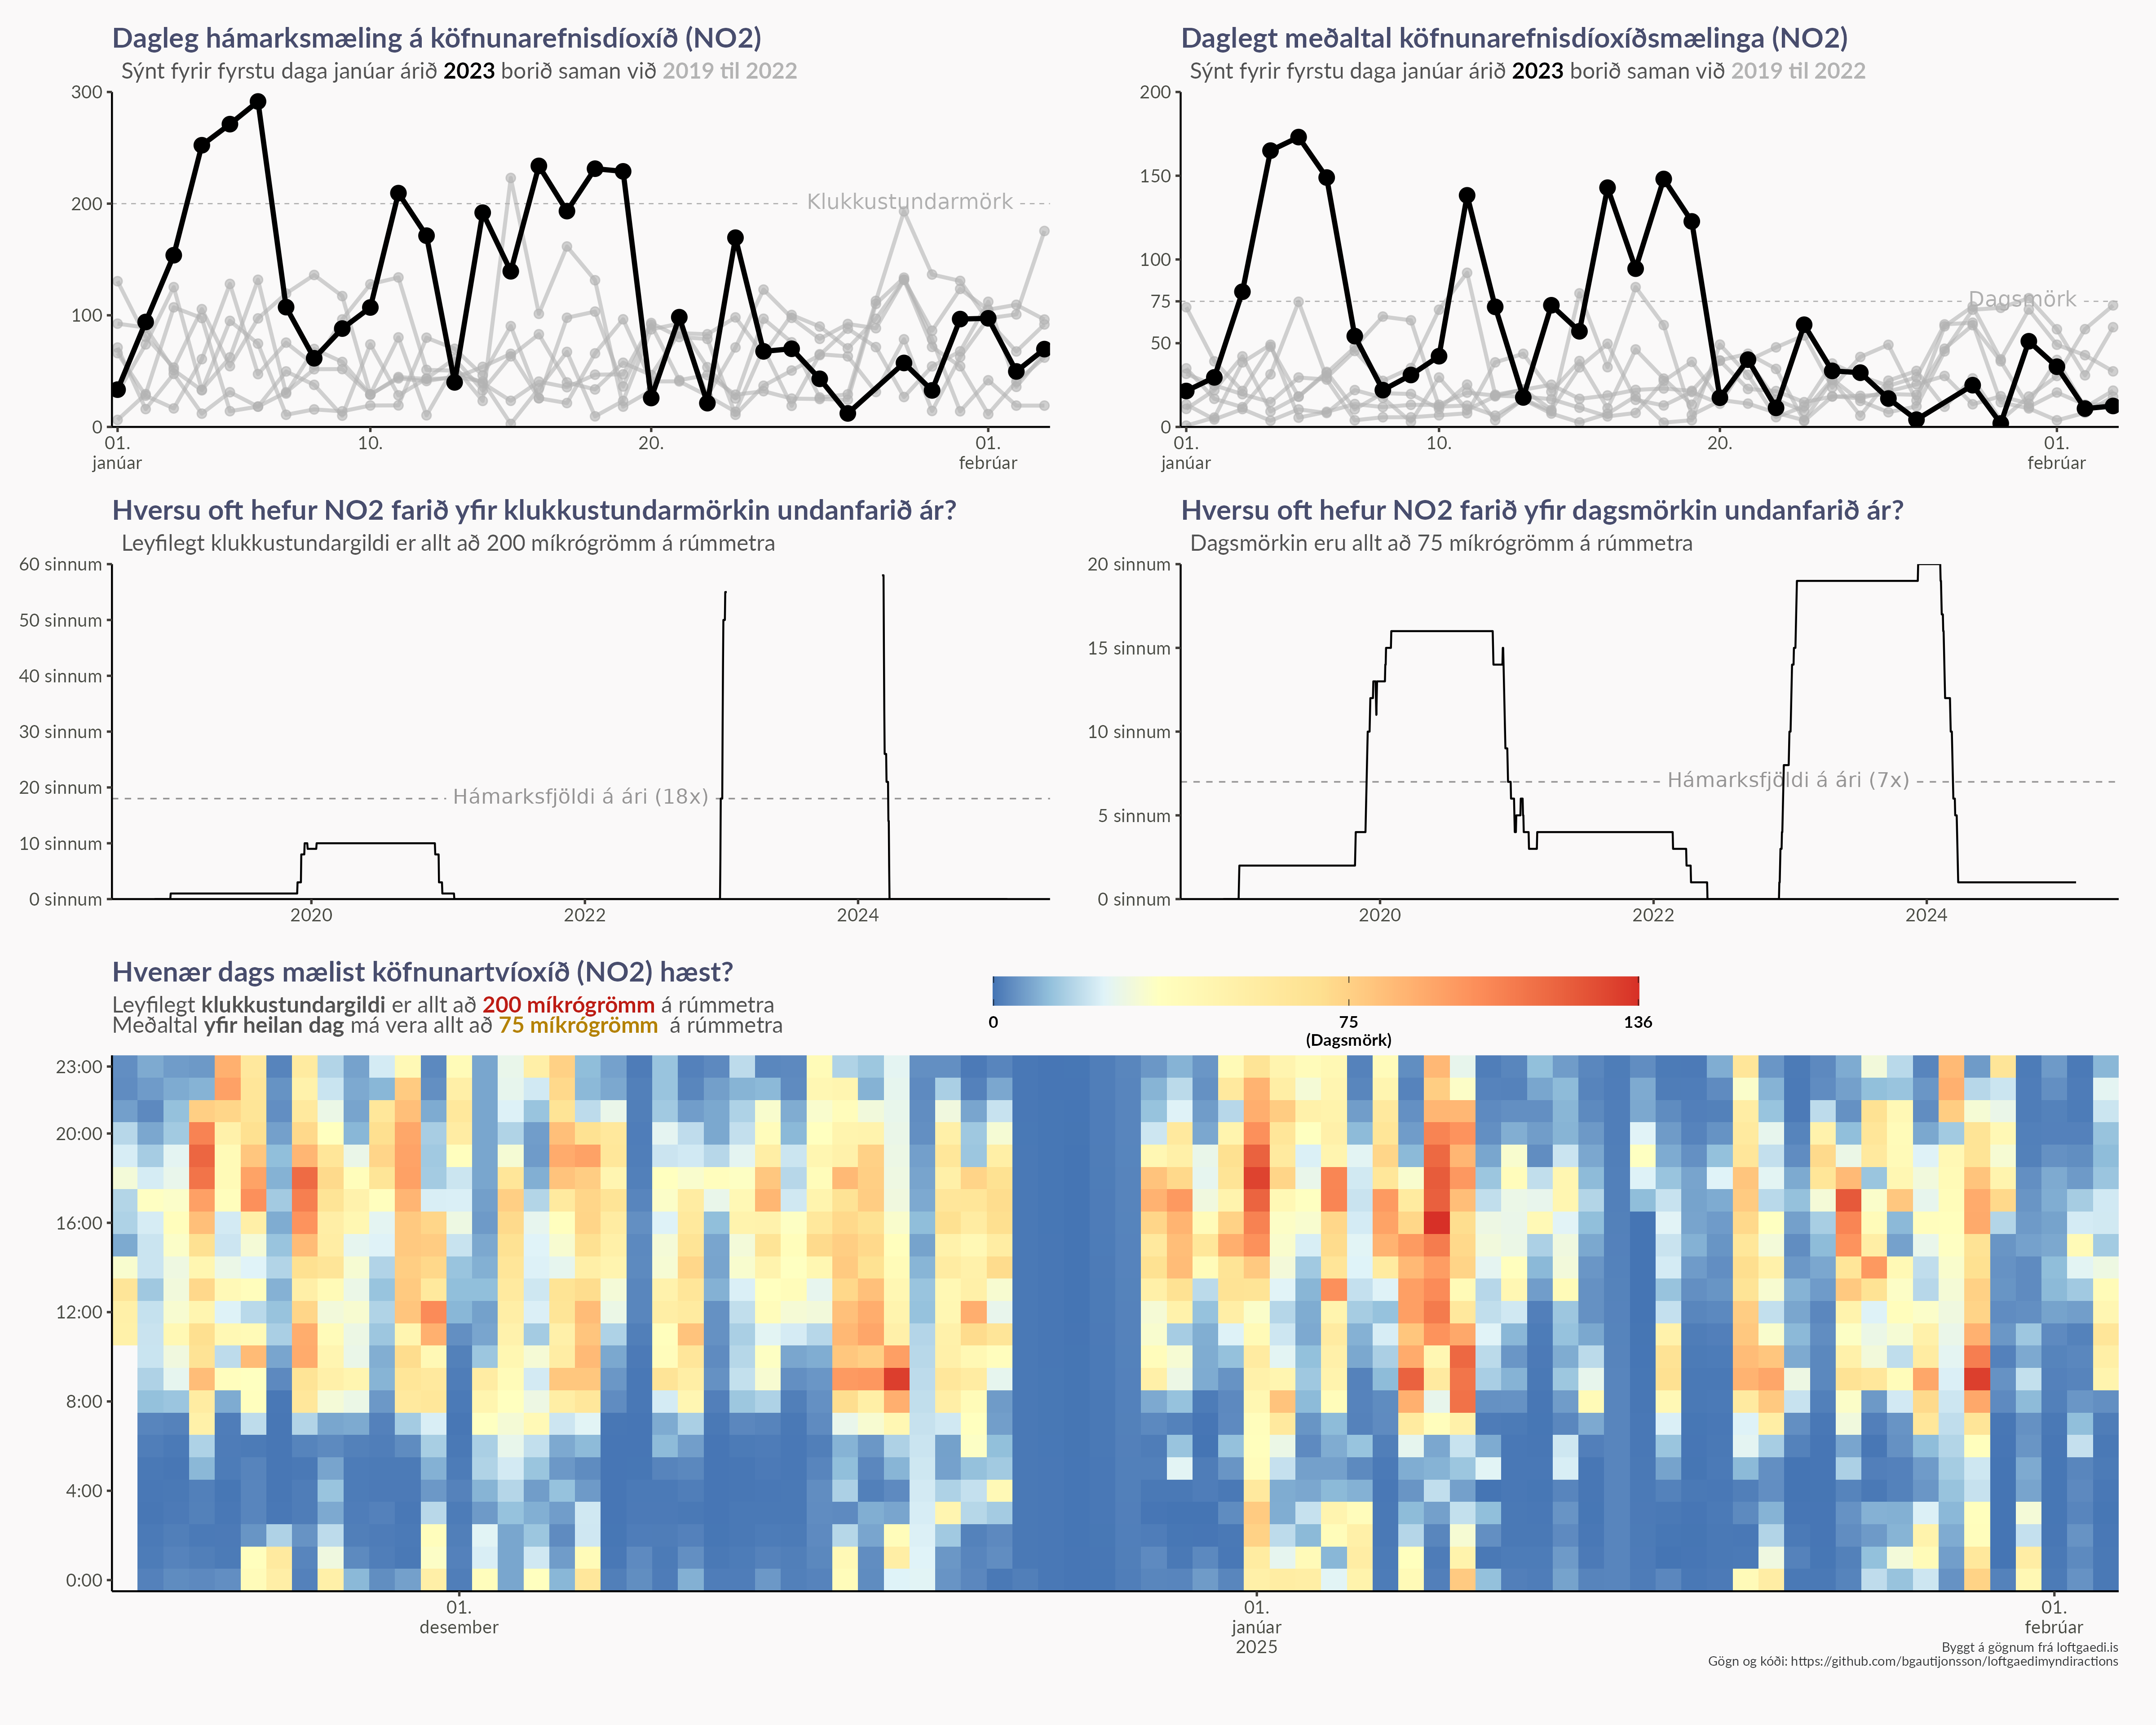 Dagleg hámarksmæling á köfnunarefnisdíoxíð (NO2)
Sýnt fyrir fyrstu daga janúar árið 2023 borið saman við 2019 til 2022
300
200
100
0
Klukkustundarmörk
01.
janúar
10.
20.
01.
febrúar
Daglegt meðaltal köfnunarefnisdíoxíðsmælinga (NO2)
Sýnt fyrir fyrstu daga janúar árið 2023 borið saman við 2019 til 2022
200
150
100
75
50
0
Dagsmörk
01.
janúar
10.
20.
01.
febrúar
Hversu oft hefur NO2 farið yfir klukkustundarmörkin undanfarið ár?
Leyfilegt klukkustundargildi er allt að 200 míkrógrömm á rúmmetra
60 sinnum
50 sinnum
40 sinnum
30 sinnum
20 sinnum
10 sinnum
0 sinnum
Hámarksfjöldi á ári (18x)
2020
2022
2024
Hversu oft hefur NO2 farið yfir dagsmörkin undanfarið ár?
Dagsmörkin eru allt að 75 míkrógrömm á rúmmetra
20 sinnum
15 sinnum
10 sinnum
5 sinnum
0 sinnum
Hámarksfjöldi á ári (7x)
2020
2022
2024
Hvenær dags mælist köfnunartvíoxíð (NO2) hæst?
Leyfilegt klukkustundargildi er allt að 200 míkrógrömm á rúmmetra
Meðaltal yfir heilan dag má vera allt að 75 míkrógrömm á rúmmetra
0
75
(Dagsmörk)
136
23:00
20:00
16:00
12:00
8:00
4:00
0:00
01.
desember
01.
janúar
2025
01.
febrúar
Byggt á gögnum frá loftgaedi.is
Gögn og kóði: https://github.com/bgautijonsson/loftgaedimyndiractions